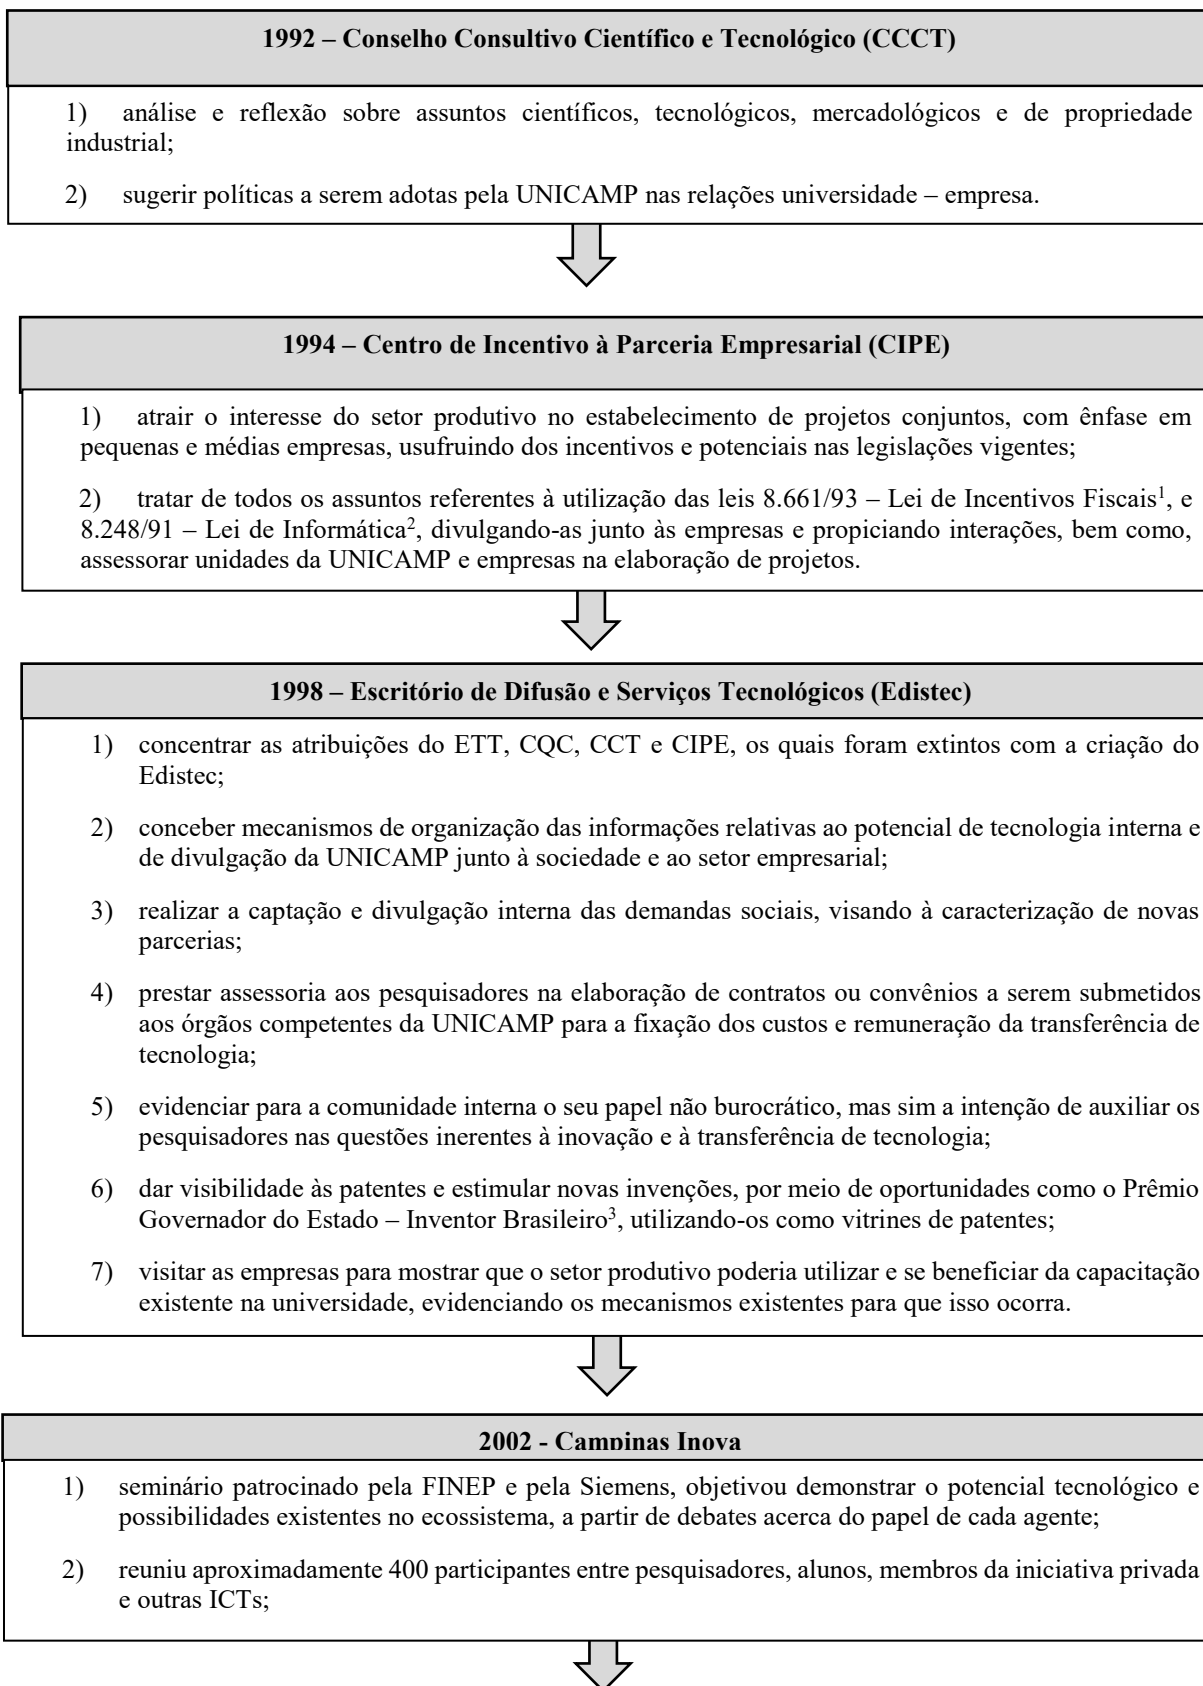 1992 – Conselho Consultivo Científico e Tecnológico (CCCT)
1) análise e reflexão sobre assuntos científicos, tecnológicos, mercadológicos e de propriedade
industrial;
2) sugerir políticas a serem adotas pela UNICAMP nas relações universidade – empresa.
1994 – Centro de Incentivo à Parceria Empresarial (CIPE)
1) atrair o interesse do setor produtivo no estabelecimento de projetos conjuntos, com ênfase em
pequenas e médias empresas, usufruindo dos incentivos e potenciais nas legislações vigentes;
2) tratar de todos os assuntos referentes à utilização das leis 8.661/93 – Lei de Incentivos Fiscais¹, e
8.248/91 – Lei de Informática², divulgando-as junto às empresas e propiciando interações, bem como,
assessorar unidades da UNICAMP e empresas na elaboração de projetos.
1998 – Escritório de Difusão e Serviços Tecnológicos (Edistec)
1) concentrar as atribuições do ETT, CQC, CCT e CIPE, os quais foram extintos com a criação do
Edistec;
2) conceber mecanismos de organização das informações relativas ao potencial de tecnologia interna e
de divulgação da UNICAMP junto à sociedade e ao setor empresarial;
3) realizar a captação e divulgação interna das demandas sociais, visando à caracterização de novas
parcerias;
4) prestar assessoria aos pesquisadores na elaboração de contratos ou convênios a serem submetidos
aos órgãos competentes da UNICAMP para a fixação dos custos e remuneração da transferência de
tecnologia;
5) evidenciar para a comunidade interna o seu papel não burocrático, mas sim a intenção de auxiliar os
pesquisadores nas questões inerentes à inovação e à transferência de tecnologia;
6) dar visibilidade às patentes e estimular novas invenções, por meio de oportunidades como o Prêmio
Governador do Estado – Inventor Brasileiro³, utilizando-os como vitrines de patentes;
7) visitar as empresas para mostrar que o setor produtivo poderia utilizar e se beneficiar da capacitação
existente na universidade, evidenciando os mecanismos existentes para que isso ocorra.
2002 - Campinas Inova
1) seminário patrocinado pela FINEP e pela Siemens, objetivou demonstrar o potencial tecnológico e
possibilidades existentes no ecossistema, a partir de debates acerca do papel de cada agente;
2) reuniu aproximadamente 400 participantes entre pesquisadores, alunos, membros da iniciativa privada
e outras ICTs;